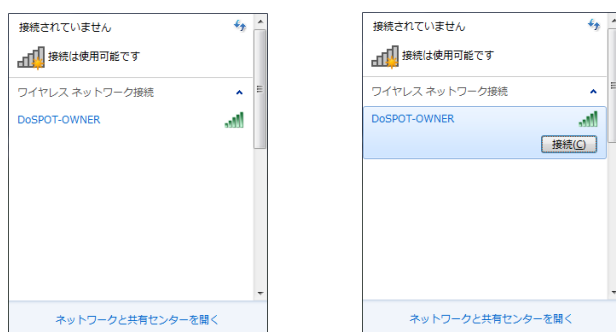 接続されていません
接続は使用可能です
ワイヤレス ネットワーク接続
DoSPOT-OWNER
ネットワークと共有センターを開く
接続されていません
接続は使用可能です
ワイヤレス ネットワーク接続
DoSPOT-OWNER
接続(C)
ネットワークと共有センターを開く